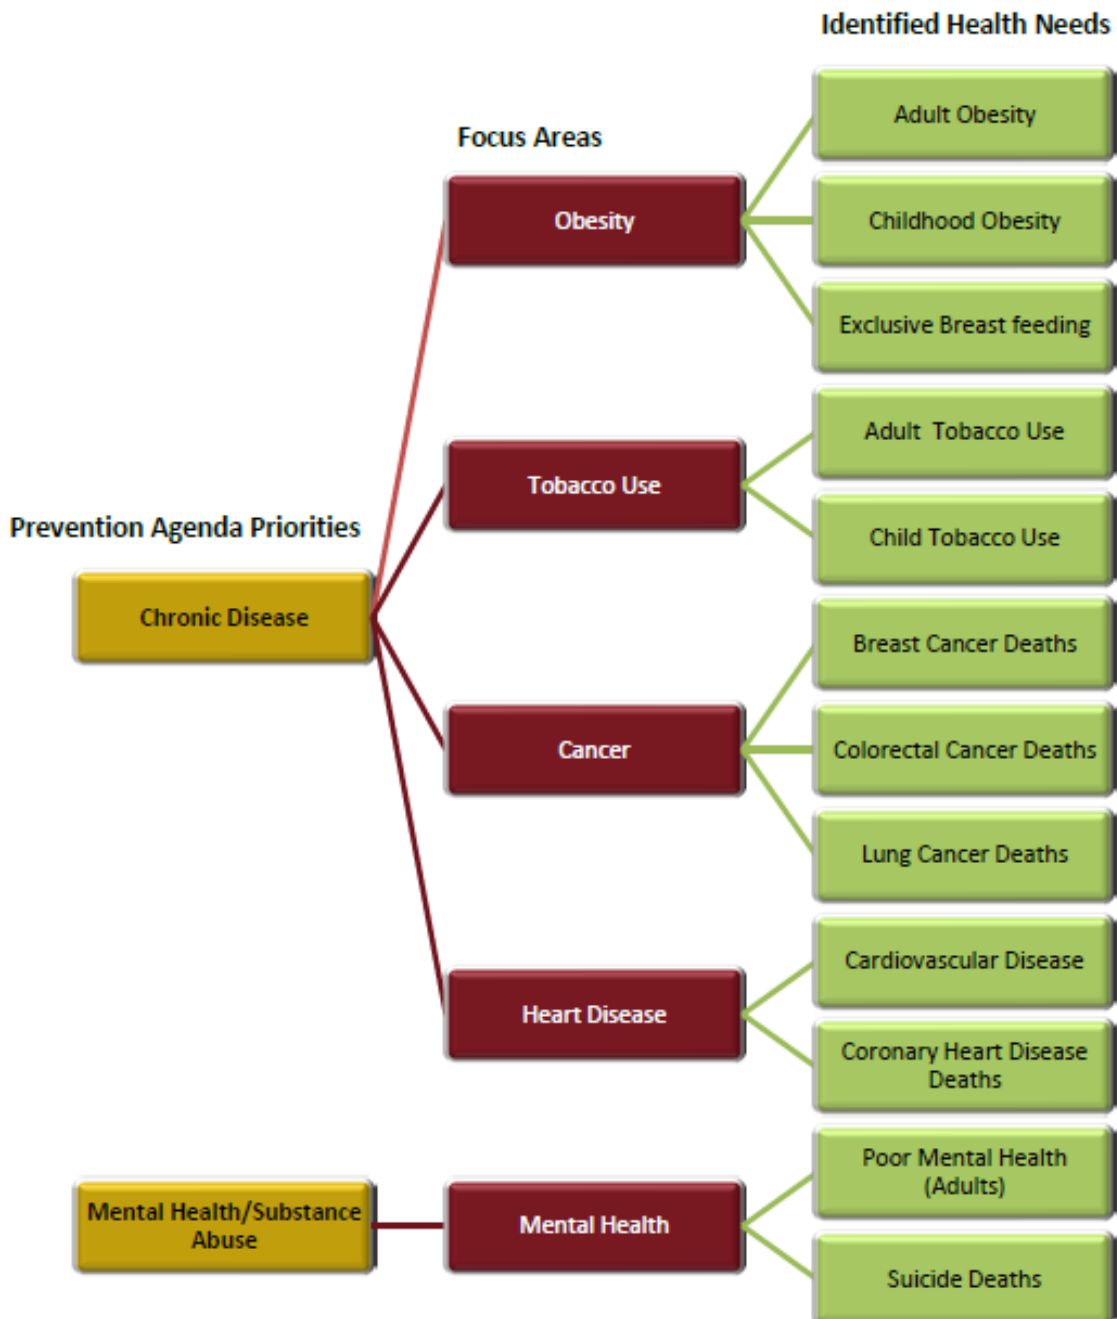 Identified Health Needs
Adult Obesity
Focus Areas
Obesity
Childhood Obesity
Exclusive Breast feeding
Adult Tobacco Use
Tobacco Use
Child Tobacco Use
Prevention Agenda Priorities
Chronic Disease
Breast Cancer Deaths
Cancer
Colorectal Cancer Deaths
Lung Cancer Deaths
Cardiovascular Disease
Heart Disease
Coronary Heart Disease
Deaths
Poor Mental Health
(Adults)
Mental Health/Substance
Abuse
Mental Health
Suicide Deaths